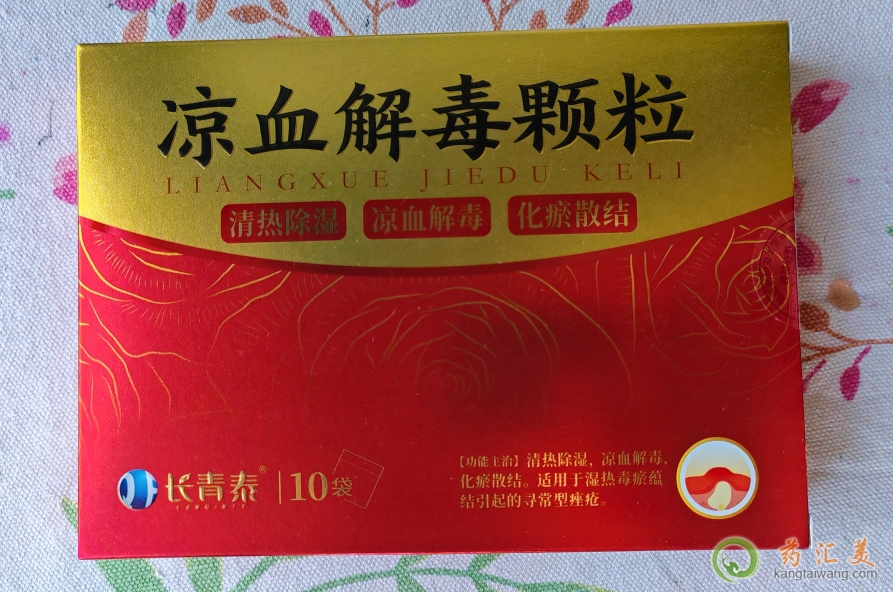 凉血解毒颗粒
LIANGXUE JIEDU KELI
清热除湿 凉血解毒 化瘀散结
长青泰® 10袋
【功能主治】清热除湿，凉血解毒，
化瘀散结。适用于湿热毒瘀蕴
结引起的寻常型痤疮。
药汇美
kangtaiwang.com